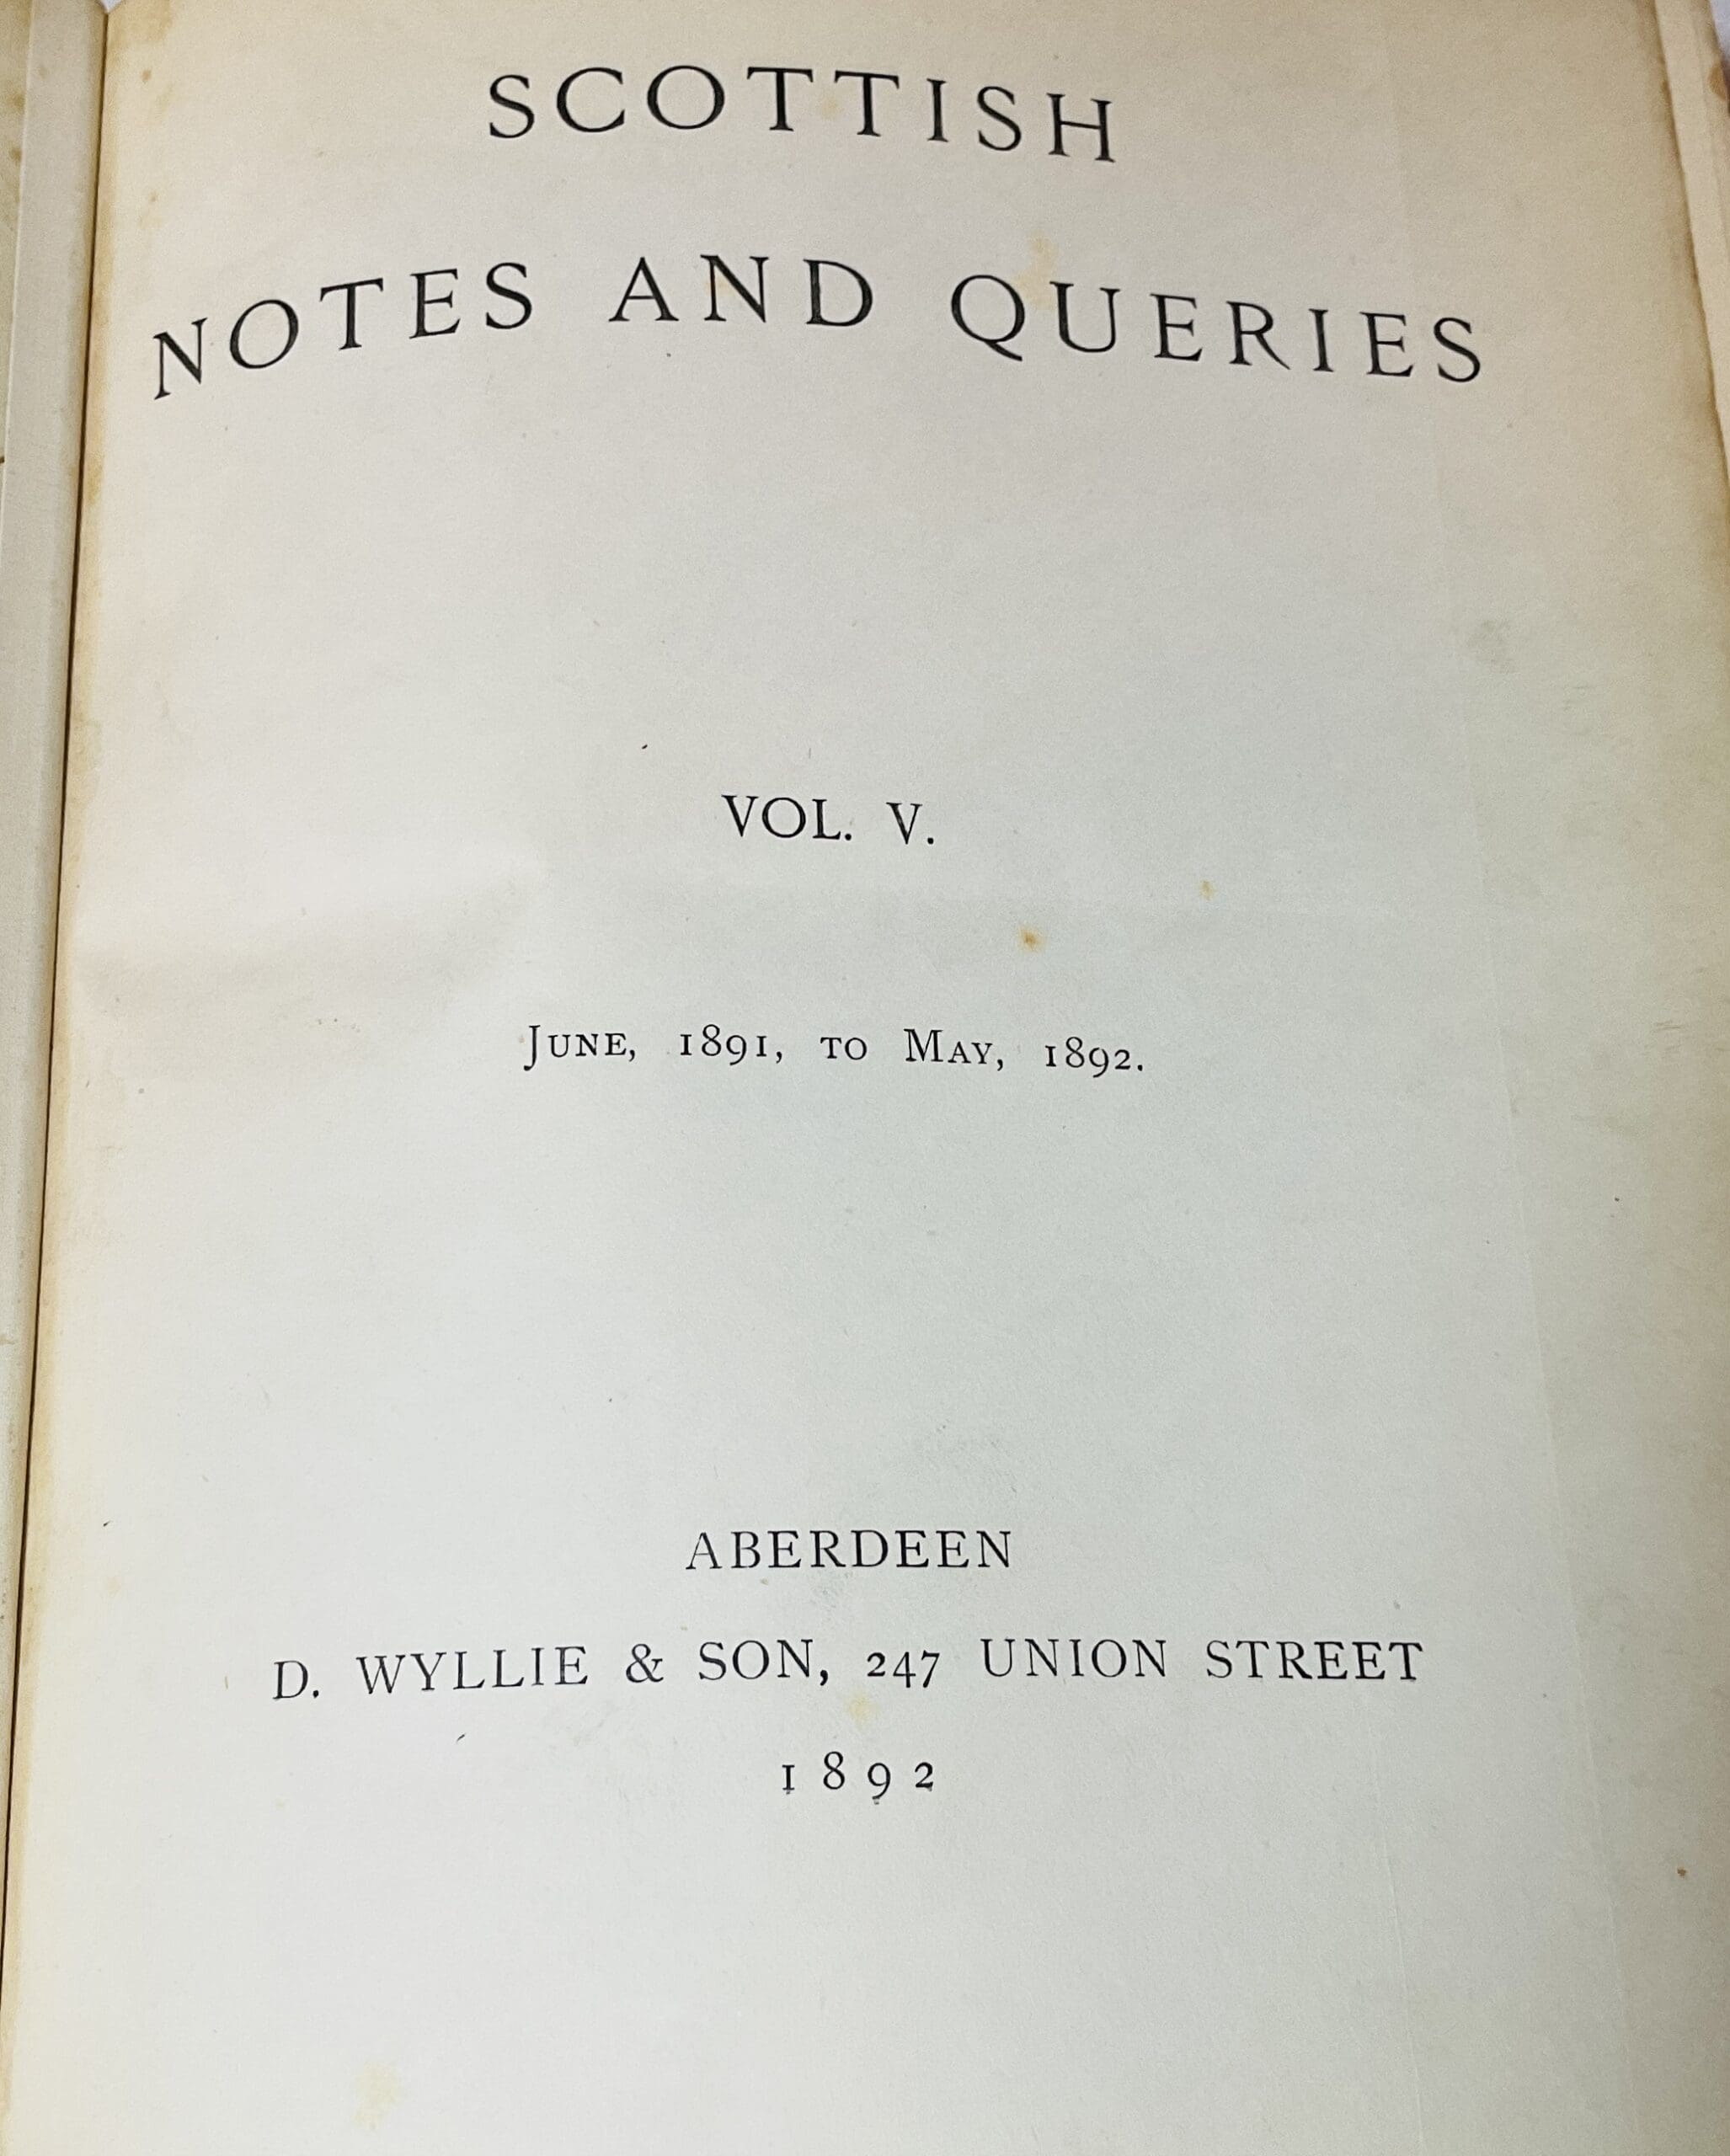 SCOTTISH
NOTES AND QUERIES
VOL. V.
June, 1891, to May, 1892.
ABERDEEN
D. WYLLIE & SON, 247 UNION STREET
1892